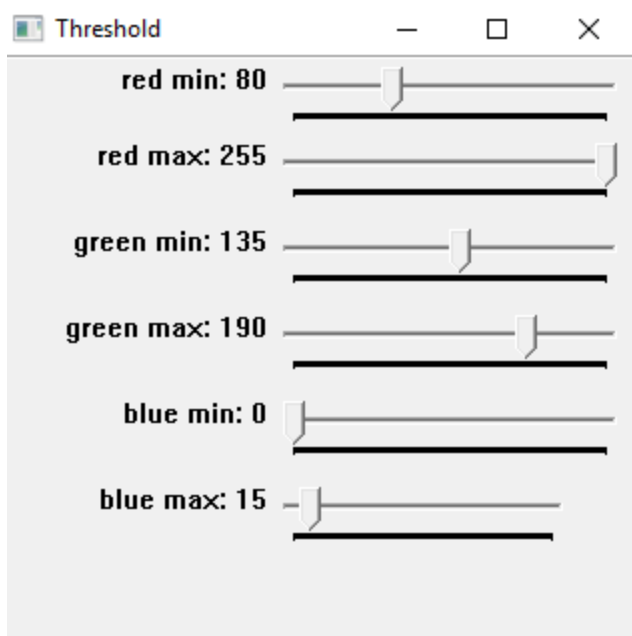 Threshold
red min: 80
red max: 255
green min: 135
green max: 190
blue min: 0
blue max: 15